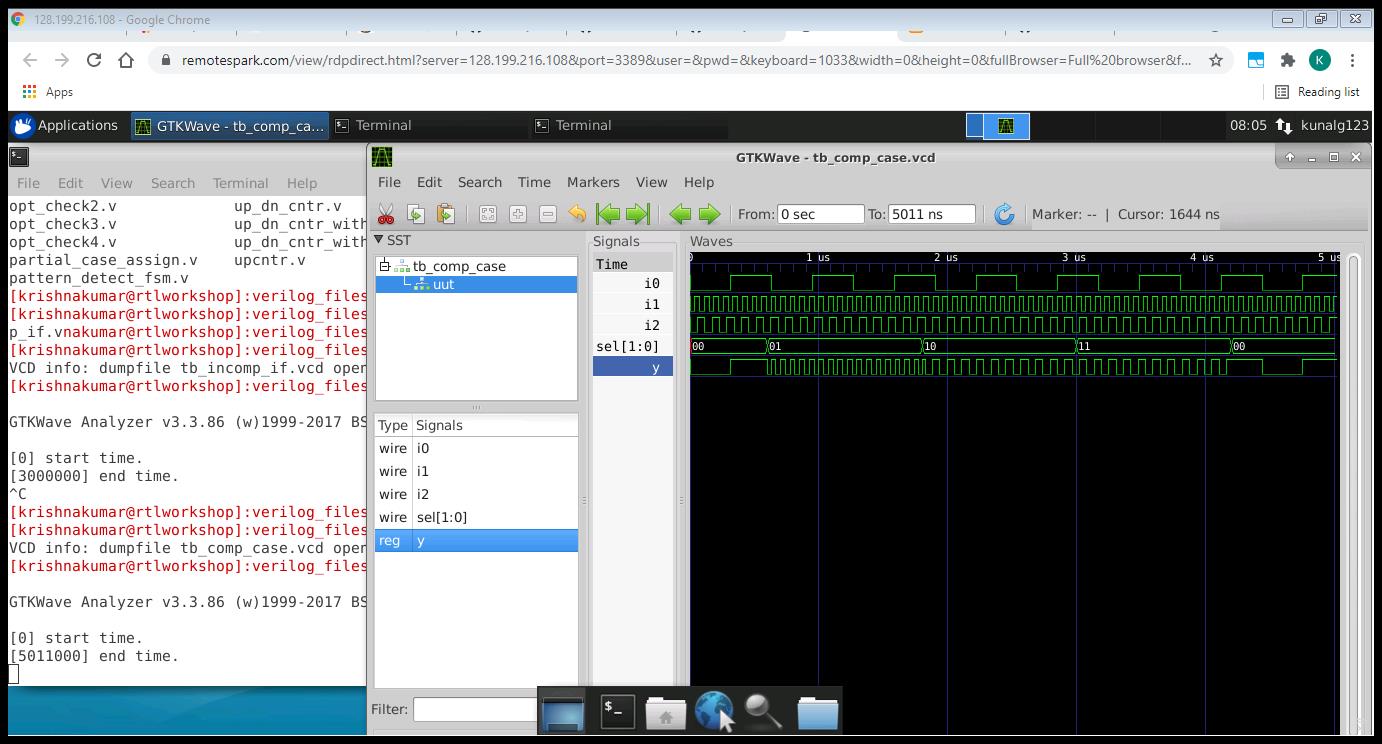 128.199.216.108 - Google Chrome
remotespark.com/view/rdpdirect.html?server=128.199.216.108&port=3389&user=&pwd=&keyboard=1033&width=0&height=0&fullBrowser=Full%20browser&f...
K
Apps
Reading list
Applications
GTKWave - tb_comp_ca...
Terminal
Terminal
08:05
kunalg123
File Edit View Search Terminal Help
opt_check2.v up_dn_cntr.v
opt_check3.v up_dn_cntr_with
opt_check4.v up_dn_cntr_with
partial_case_assign.v upcntr.v
pattern_detect_fsm.v
[krishnakumar@rtlworkshop]:verilog_files
[krishnakumar@rtlworkshop]:verilog_files
p_if.vnakumar@rtlworkshop]:verilog_files
[krishnakumar@rtlworkshop]:verilog_files
VCD info: dumpfile tb_incomp_if.vcd open
[krishnakumar@rtlworkshop]:verilog_files
GTKWave Analyzer v3.3.86 (w)1999-2017 BS
[0] start time.
[3000000] end time.
^C
[krishnakumar@rtlworkshop]:verilog_files
[krishnakumar@rtlworkshop]:verilog_files
VCD info: dumpfile tb_comp_case.vcd open
[krishnakumar@rtlworkshop]:verilog_files
GTKWave Analyzer v3.3.86 (w)1999-2017 BS
[0] start time.
[5011000] end time.
GTKWave - tb_comp_case.vcd
File Edit Search Time Markers View Help
From: 0 sec To: 5011 ns Marker: -- | Cursor: 1644 ns
SST
tb_comp_case
uut
Type Signals
wire i0
wire i1
wire i2
wire sel[1:0]
reg y
Filter:
Signals
Time
i0
i1
i2
sel[1:0]
y
Waves
0 1 us 2 us 3 us 4 us 5 us
00 01 10 11 00
$_